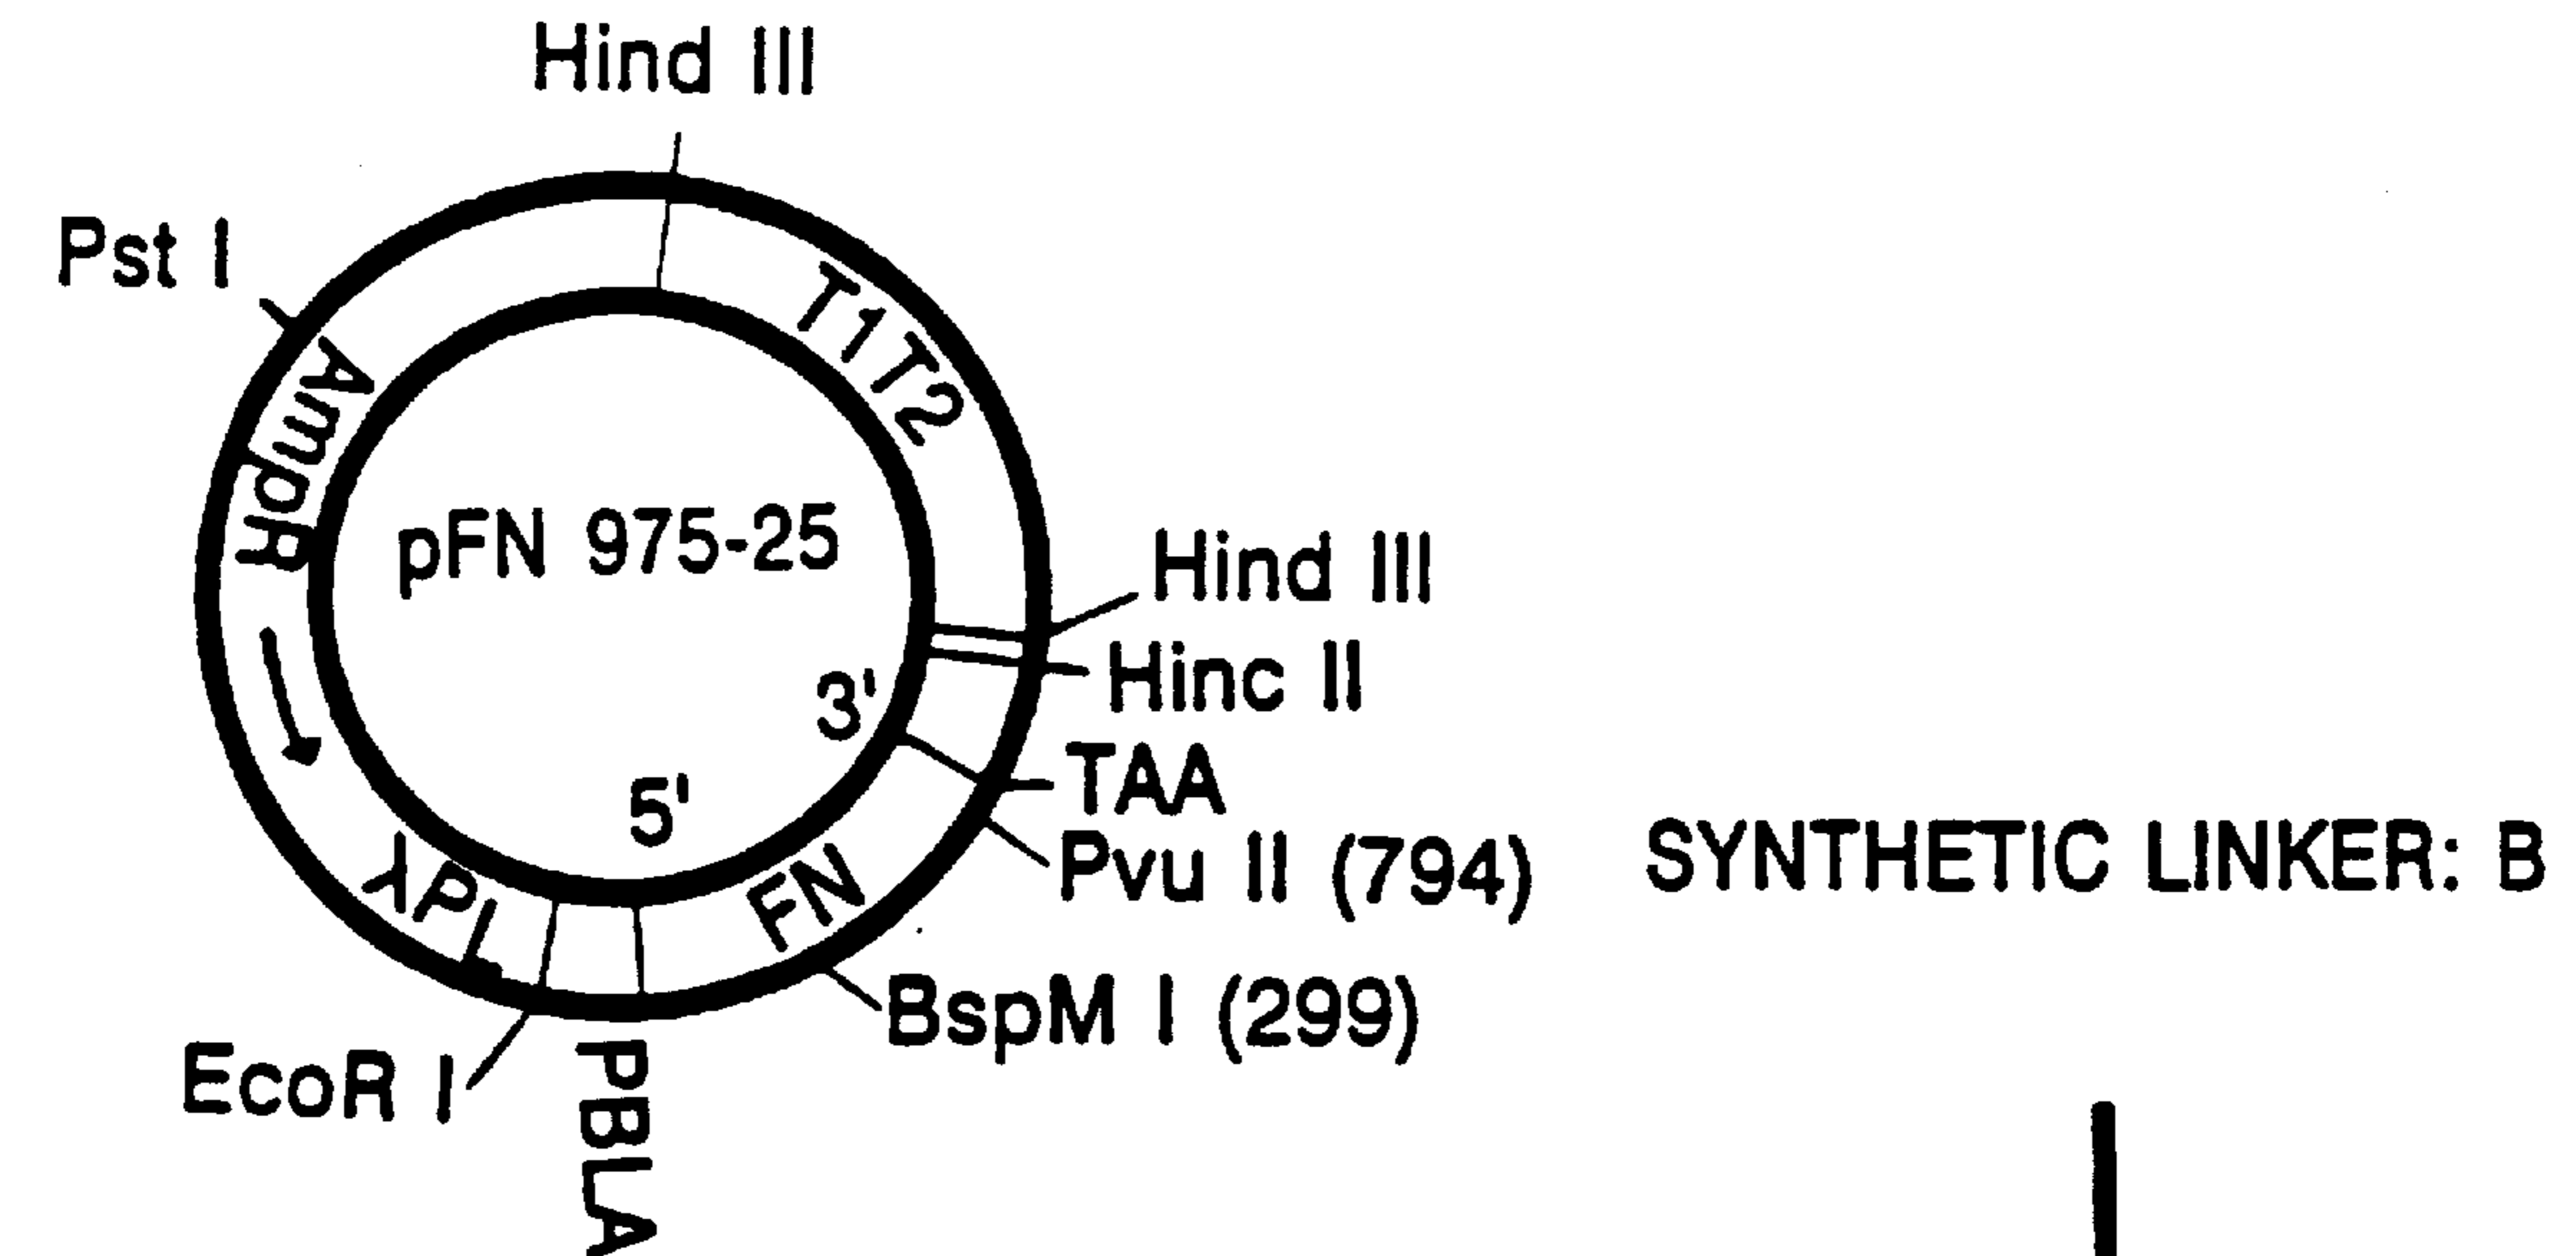 Hind III
Pst I
T1T2
AmpR
pFN 975-25
Hind III
Hinc II
3'
TAA
5'
Pvu II (794)
SYNTHETIC LINKER: B
λPL
FN
BspM I (299)
EcoR I
PBLA